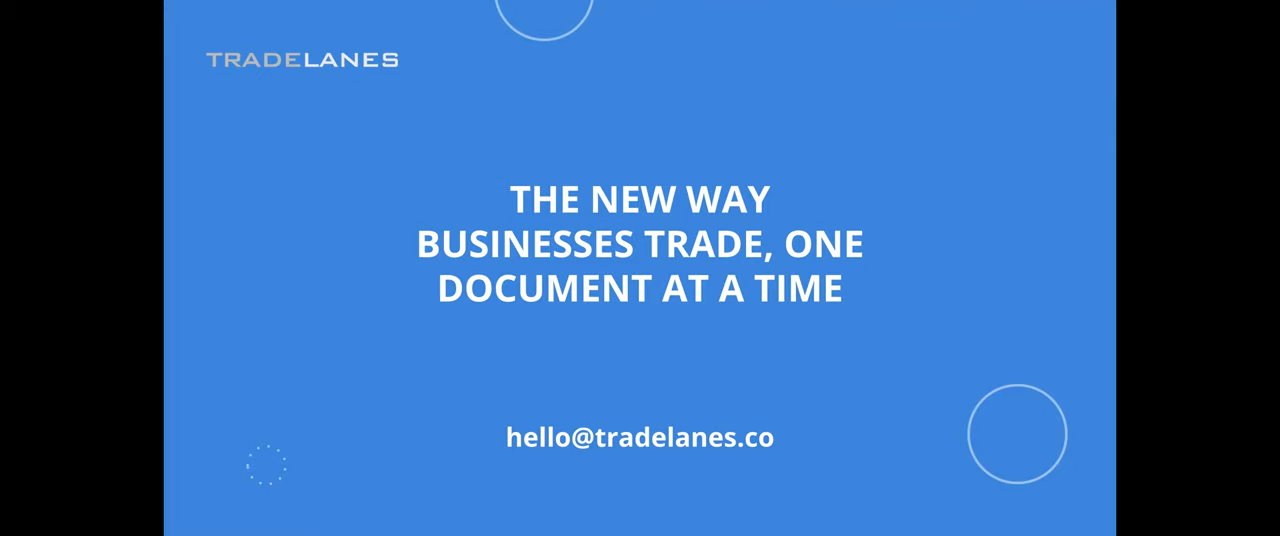 TRADELANES
THE NEW WAY
BUSINESSES TRADE, ONE
DOCUMENT AT A TIME
hello@tradelanes.co